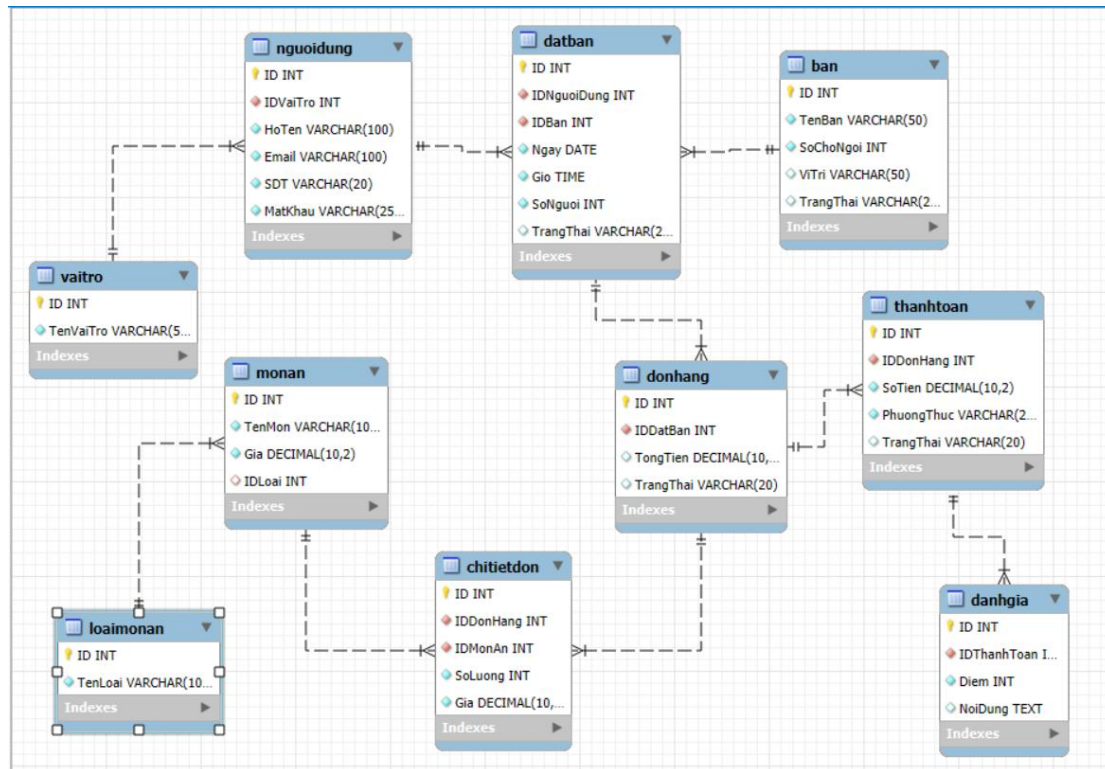 nguoidung
ID INT
IDVaiTro INT
HoTen VARCHAR(100)
Email VARCHAR(100)
SDT VARCHAR(20)
MatKhau VARCHAR(25...
Indexes
datban
ID INT
IDNguoiDung INT
IDBan INT
Ngay DATE
Gio TIME
SoNguoi INT
TrangThai VARCHAR(2...
Indexes
ban
ID INT
TenBan VARCHAR(50)
SoChoNgoi INT
ViTri VARCHAR(50)
TrangThai VARCHAR(2...
Indexes
vaitro
ID INT
TenVaiTro VARCHAR(5...
Indexes
monan
ID INT
TenMon VARCHAR(10...
Gia DECIMAL(10,2)
IDLoai INT
Indexes
donhang
ID INT
IDDatBan INT
TongTien DECIMAL(10,...
TrangThai VARCHAR(20)
Indexes
thanhtoan
ID INT
IDDonHang INT
SoTien DECIMAL(10,2)
PhuongThuc VARCHAR(2...
TrangThai VARCHAR(20)
Indexes
loaimonan
ID INT
TenLoai VARCHAR(10...
Indexes
chitietdon
ID INT
IDDonHang INT
IDMonAn INT
SoLuong INT
Gia DECIMAL(10,...
Indexes
danhgia
ID INT
IDThanhToan I...
Diem INT
NoiDung TEXT
Indexes